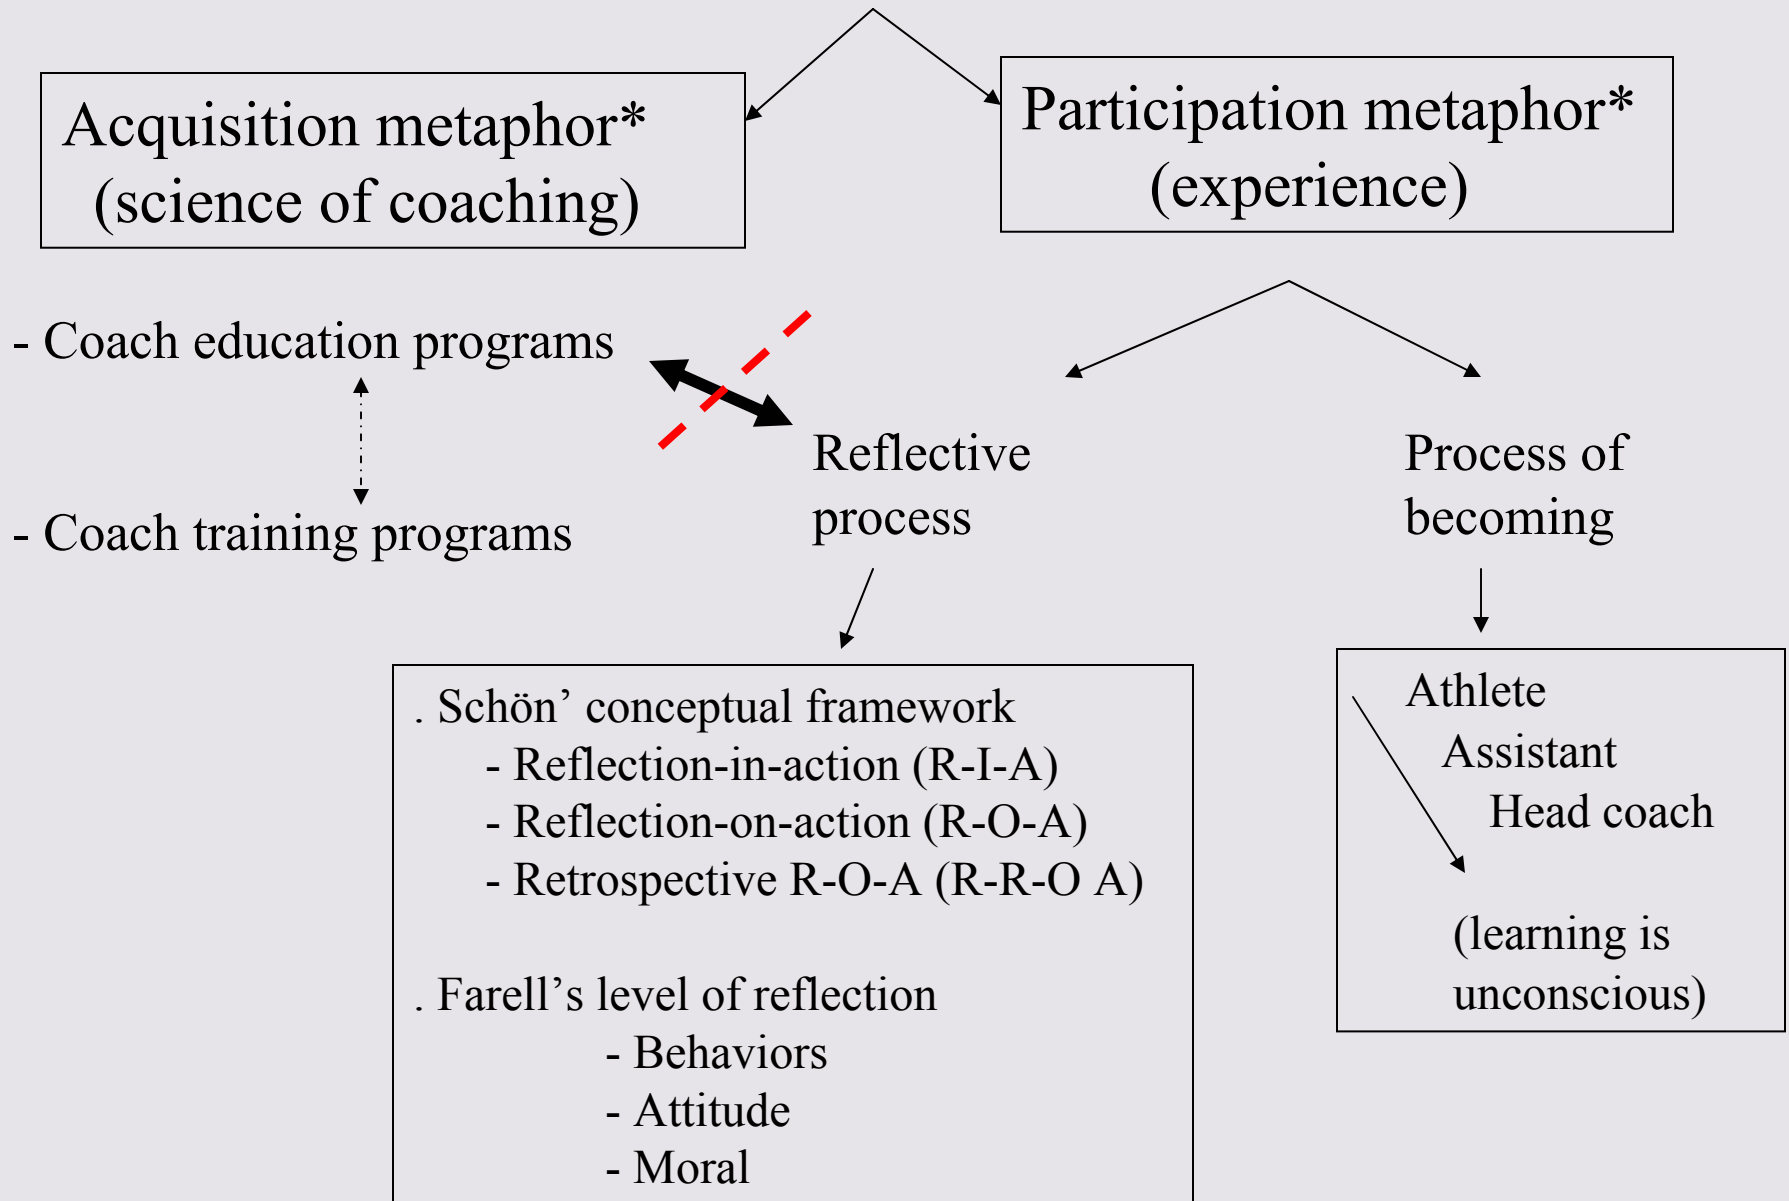 Acquisition metaphor*
(science of coaching)
Participation metaphor*
(experience)
- Coach education programs
- Coach training programs
Reflective
process
Process of
becoming
. Schön’ conceptual framework
- Reflection-in-action (R-I-A)
- Reflection-on-action (R-O-A)
- Retrospective R-O-A (R-R-O A)
. Farell’s level of reflection
- Behaviors
- Attitude
- Moral
Athlete
Assistant
Head coach
(learning is
unconscious)